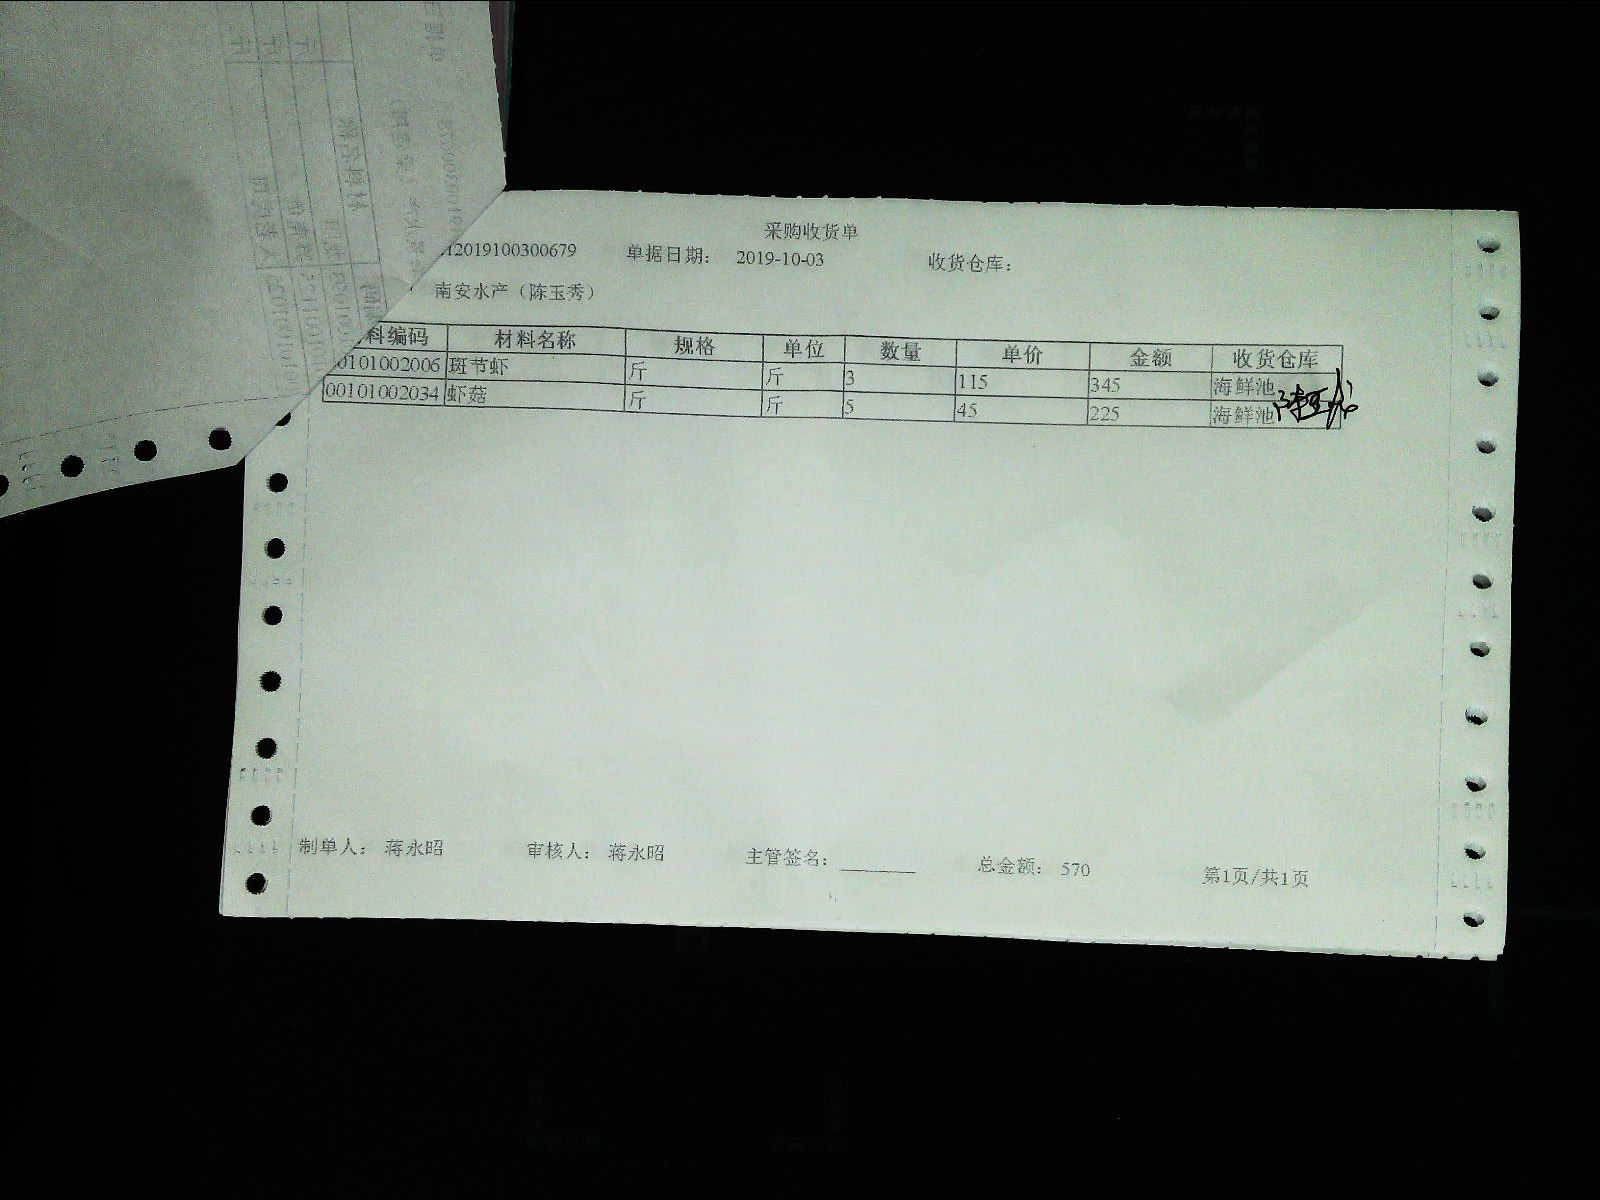 采购收货单
12019100300679 单据日期： 2019-10-03 收货仓库：
南安水产（陈玉秀）
料编码 材料名称 规格 单位 数量 单价 金额 收货仓库
0101002006 斑节虾 斤 斤 3 115 345 海鲜池
00101002034 虾菇 斤 斤 5 45 225 海鲜池
制单人： 蒋永昭 审核人： 蒋永昭 主管签名： 总金额： 570 第1页/共1页